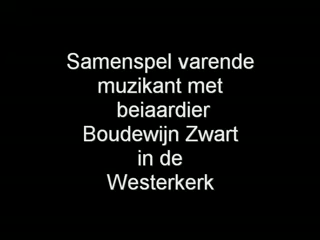 Samenspel varende
muzikant met
beiaardier
Boudewijn Zwart
in de
Westerkerk